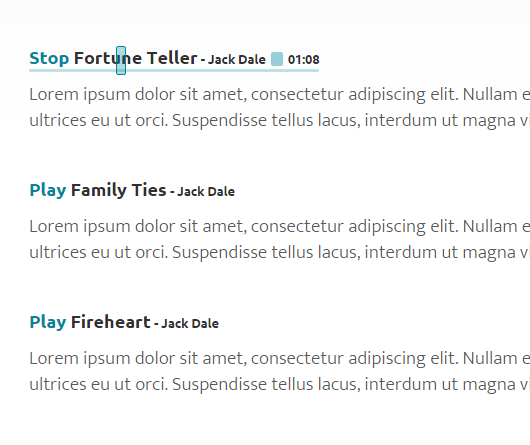 Stop Fortune Teller - Jack Dale 01:08
Lorem ipsum dolor sit amet, consectetur adipiscing elit. Nullam e
ultrices eu ut orci. Suspendisse tellus lacus, interdum ut magna vi
Play Family Ties - Jack Dale
Lorem ipsum dolor sit amet, consectetur adipiscing elit. Nullam e
ultrices eu ut orci. Suspendisse tellus lacus, interdum ut magna vi
Play Fireheart - Jack Dale
Lorem ipsum dolor sit amet, consectetur adipiscing elit. Nullam e
ultrices eu ut orci. Suspendisse tellus lacus, interdum ut magna vi